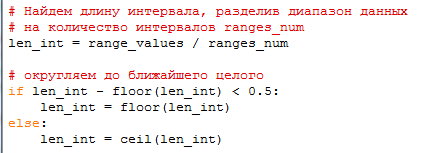 # Найдем длину интервала, разделив диапазон данных
# на количество интервалов ranges_num
len_int = range_values / ranges_num
# округляем до ближайшего целого
if len_int - floor(len_int) < 0.5:
    len_int = floor(len_int)
else:
    len_int = ceil(len_int)